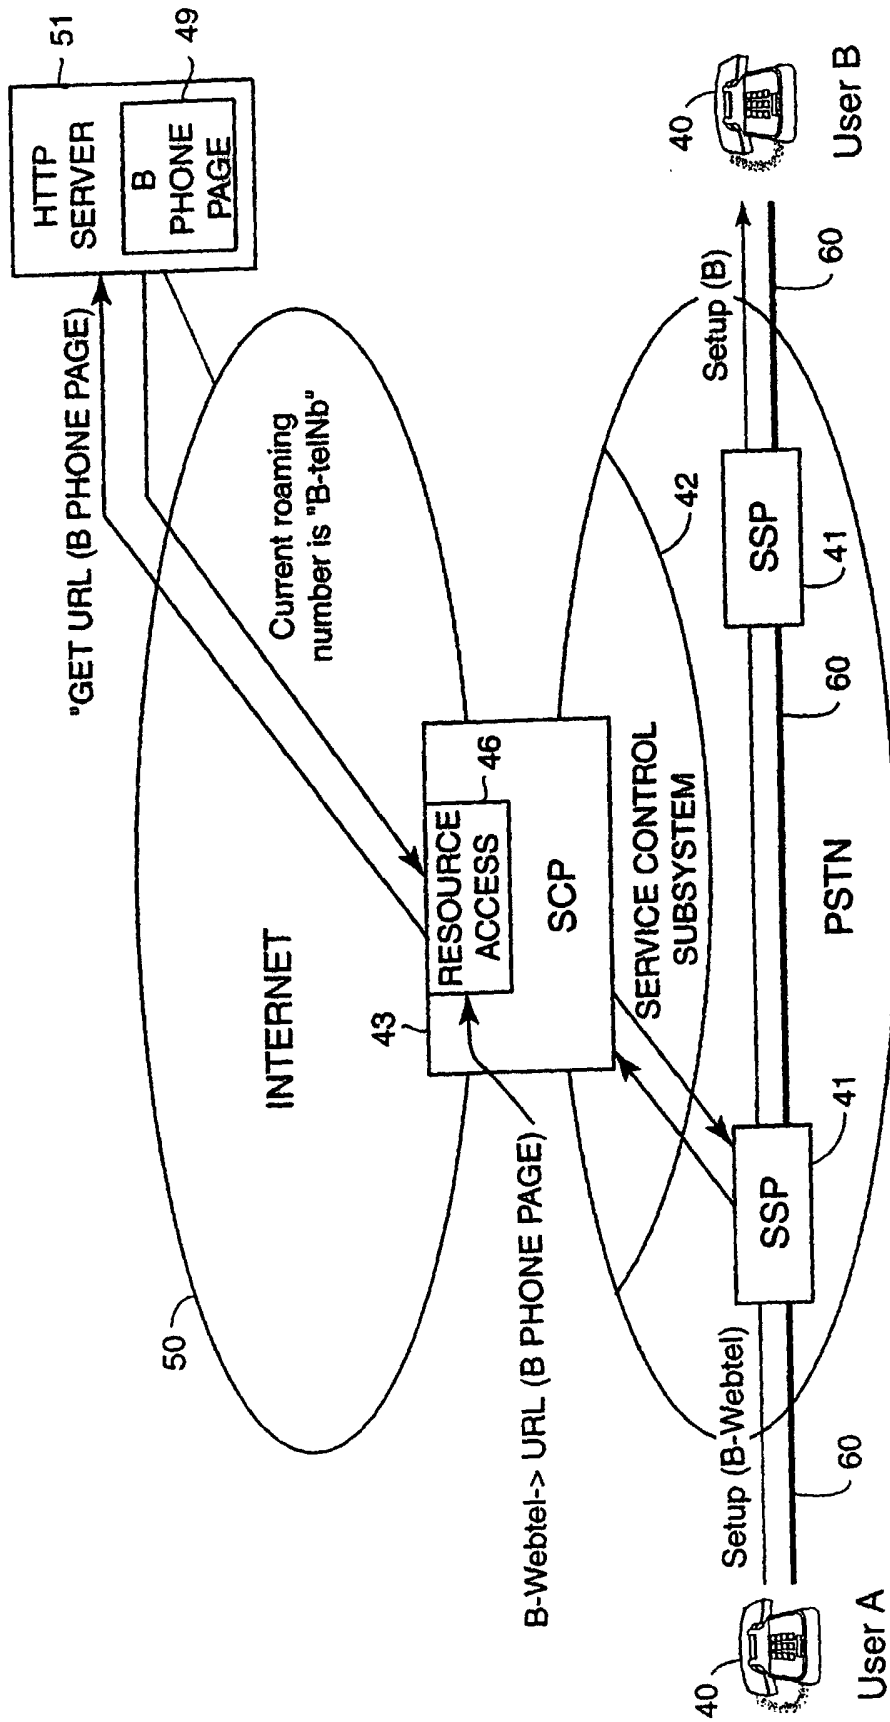 HTTP
SERVER
51
B
PHONE
PAGE
49
"GET URL (B PHONE PAGE)
Current roaming
number is "B-telNb"
INTERNET
50
43
RESOURCE
ACCESS
46
SCP
B-Webtel-> URL (B PHONE PAGE)
SERVICE CONTROL
SUBSYSTEM
42
Setup (B-Webtel)
SSP
41
SSP
41
Setup (B)
60
60
60
PSTN
40
User A
40
User B